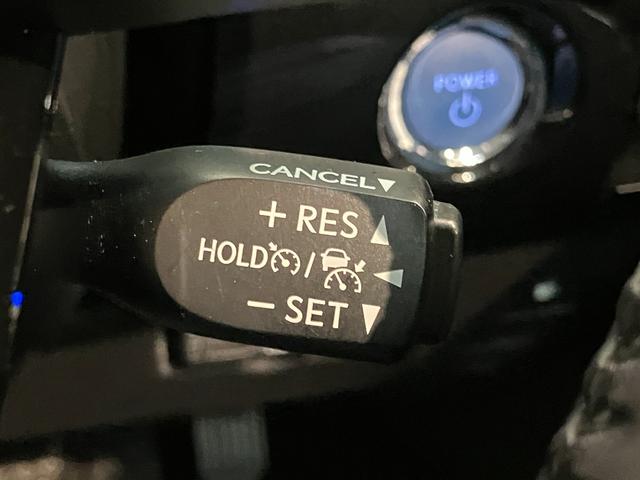 POWER
CANCEL
+ RES
HOLD /
- SET